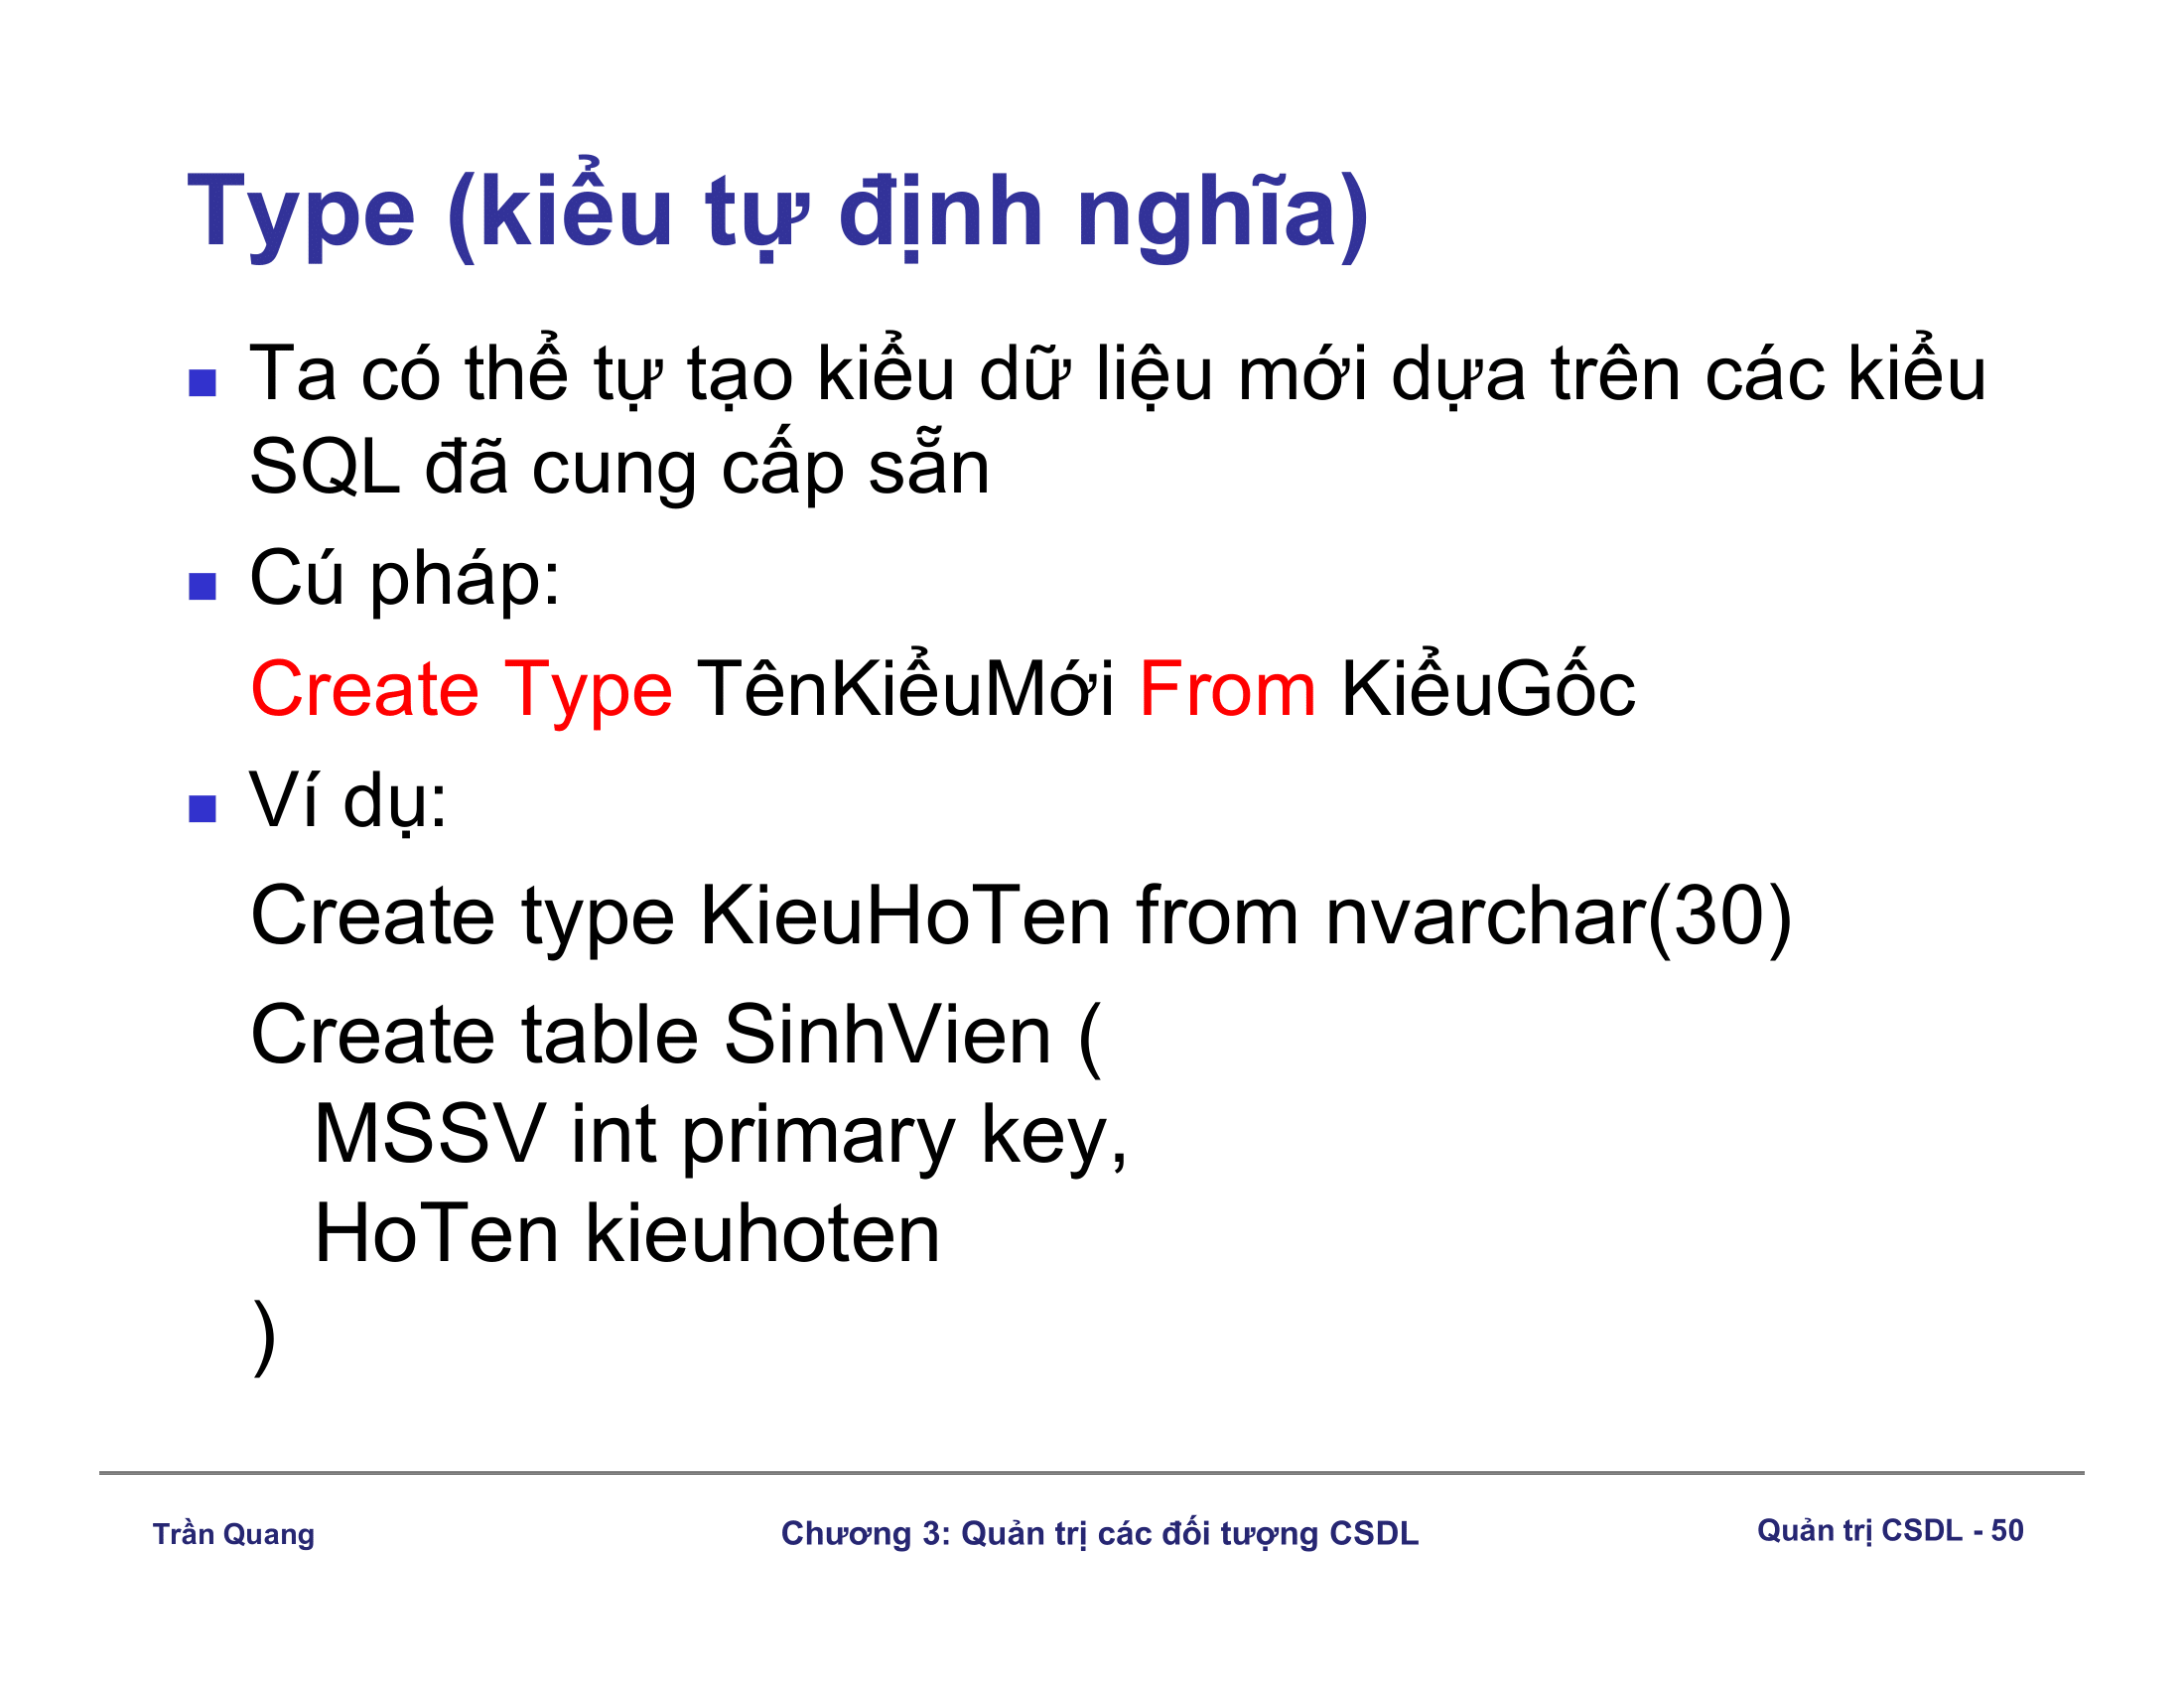 Type (kiểu tự định nghĩa)
Ta có thể tự tạo kiểu dữ liệu mới dựa trên các kiểu
SQL đã cung cấp sẵn
Cú pháp:
Create Type TênKiểuMới From KiểuGốc
Ví dụ:
Create type KieuHoTen from nvarchar(30)
Create table SinhVien (
MSSV int primary key,
HoTen kieuhoten
)
Trần Quang
Chương 3: Quản trị các đối tượng CSDL
Quản trị CSDL - 50